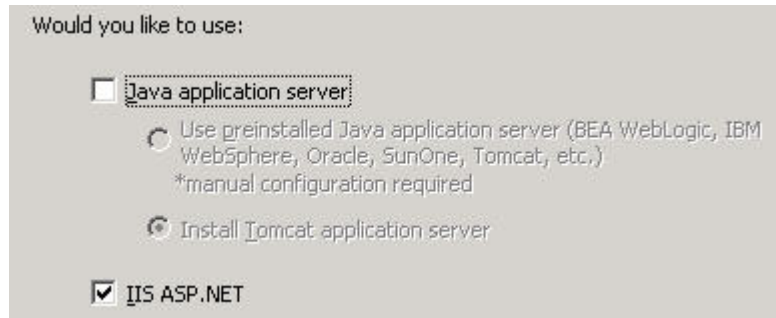 Would you like to use:
Java application server
Use preinstalled Java application server (BEA WebLogic, IBM
WebSphere, Oracle, SunOne, Tomcat, etc.)
*manual configuration required
Install Tomcat application server
IIS ASP.NET